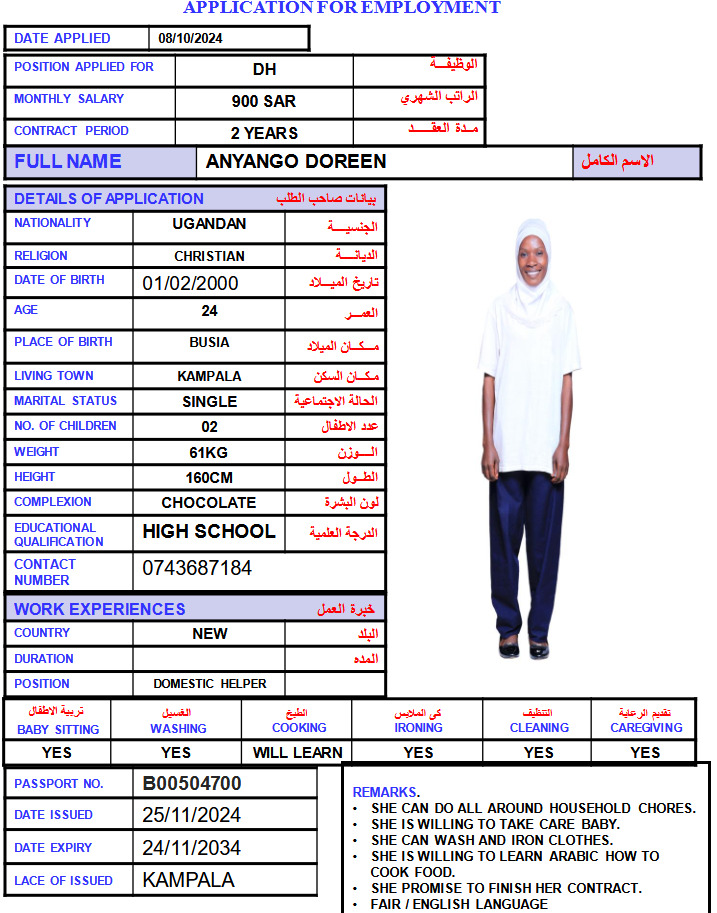 APPLICATION FOR EMPLOYMENT
DATE APPLIED 08/10/2024
POSITION APPLIED FOR DH الوظيفـــة
MONTHLY SALARY 900 SAR الراتب الشهري
CONTRACT PERIOD 2 YEARS مـدة العقــــد
FULL NAME ANYANGO DOREEN الاسم الكامل
DETAILS OF APPLICATION بيانات صاحب الطلب
NATIONALITY UGANDAN الجنسيـــة
RELIGION CHRISTIAN الديانـــة
DATE OF BIRTH 01/02/2000 تاريخ الميـــلاد
AGE 24 العمـــر
PLACE OF BIRTH BUSIA مـــكـــان الميلاد
LIVING TOWN KAMPALA مـكـــان السكن
MARITAL STATUS SINGLE الحالة الاجتماعية
NO. OF CHILDREN 02 عدد الاطفال
WEIGHT 61KG الــــوزن
HEIGHT 160CM الطــول
COMPLEXION CHOCOLATE لون البشرة
EDUCATIONAL QUALIFICATION HIGH SCHOOL الدرجة العلمية
CONTACT NUMBER 0743687184
WORK EXPERIENCES خبرة العمل
COUNTRY NEW البلد
DURATION المده
POSITION DOMESTIC HELPER
تربية الاطفال الغسيل الطبخ كى الملابس التنظيف تقديم الرعاية
BABY SITTING WASHING COOKING IRONING CLEANING CAREGIVING
YES YES WILL LEARN YES YES YES
PASSPORT NO. B00504700
DATE ISSUED 25/11/2024
DATE EXPIRY 24/11/2034
LACE OF ISSUED KAMPALA
REMARKS.
• SHE CAN DO ALL AROUND HOUSEHOLD CHORES.
• SHE IS WILLING TO TAKE CARE BABY.
• SHE CAN WASH AND IRON CLOTHES.
• SHE IS WILLING TO LEARN ARABIC HOW TO
COOK FOOD.
• SHE PROMISE TO FINISH HER CONTRACT.
• FAIR / ENGLISH LANGUAGE